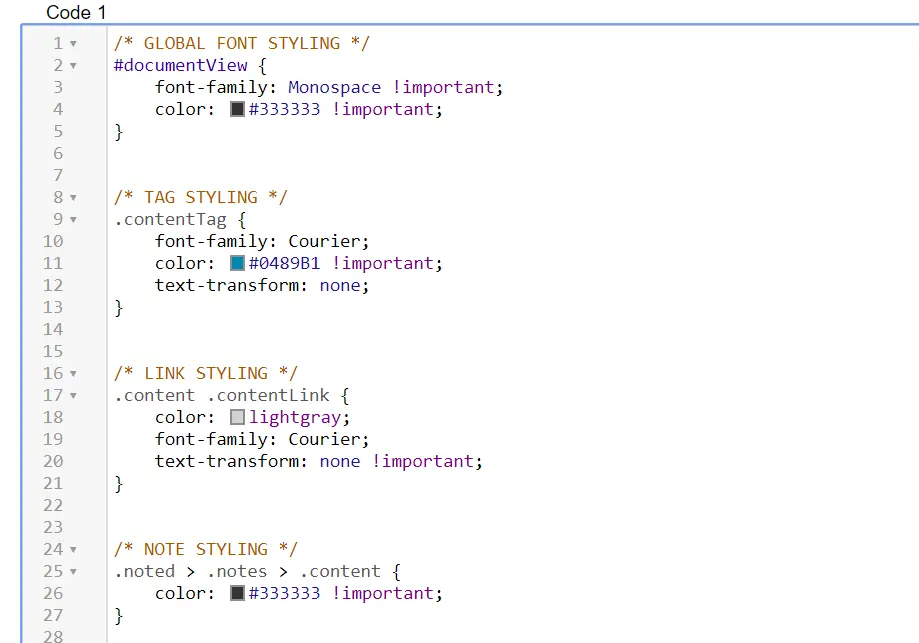 Code 1
1 /* GLOBAL FONT STYLING */
2 #documentView {
3 font-family: Monospace !important;
4 color: #333333 !important;
5 }
6
7
8 /* TAG STYLING */
9 .contentTag {
10 font-family: Courier;
11 color: #0489B1 !important;
12 text-transform: none;
13 }
14
15
16 /* LINK STYLING */
17 .content .contentLink {
18 color: lightgray;
19 font-family: Courier;
20 text-transform: none !important;
21 }
22
23
24 /* NOTE STYLING */
25 .noted > .notes > .content {
26 color: #333333 !important;
27 }
28